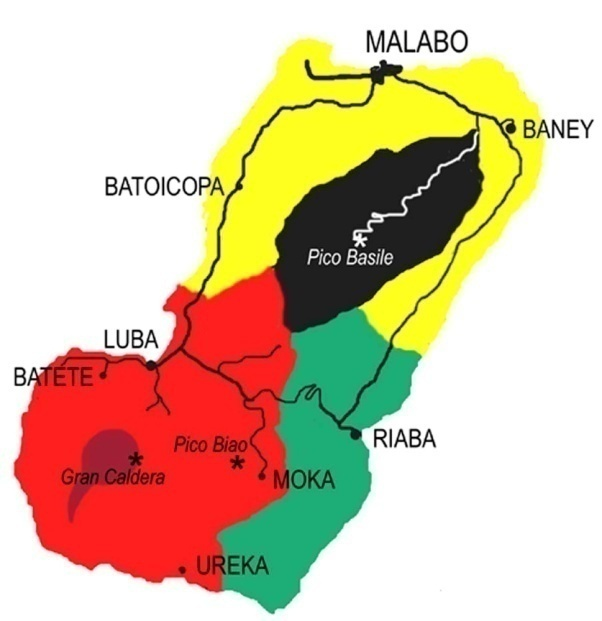 MALABO
BANEY
BATOICOPA
Pico Basile
LUBA
BATETE
RIABA
Pico Biao
Gran Caldera
MOKA
UREKA